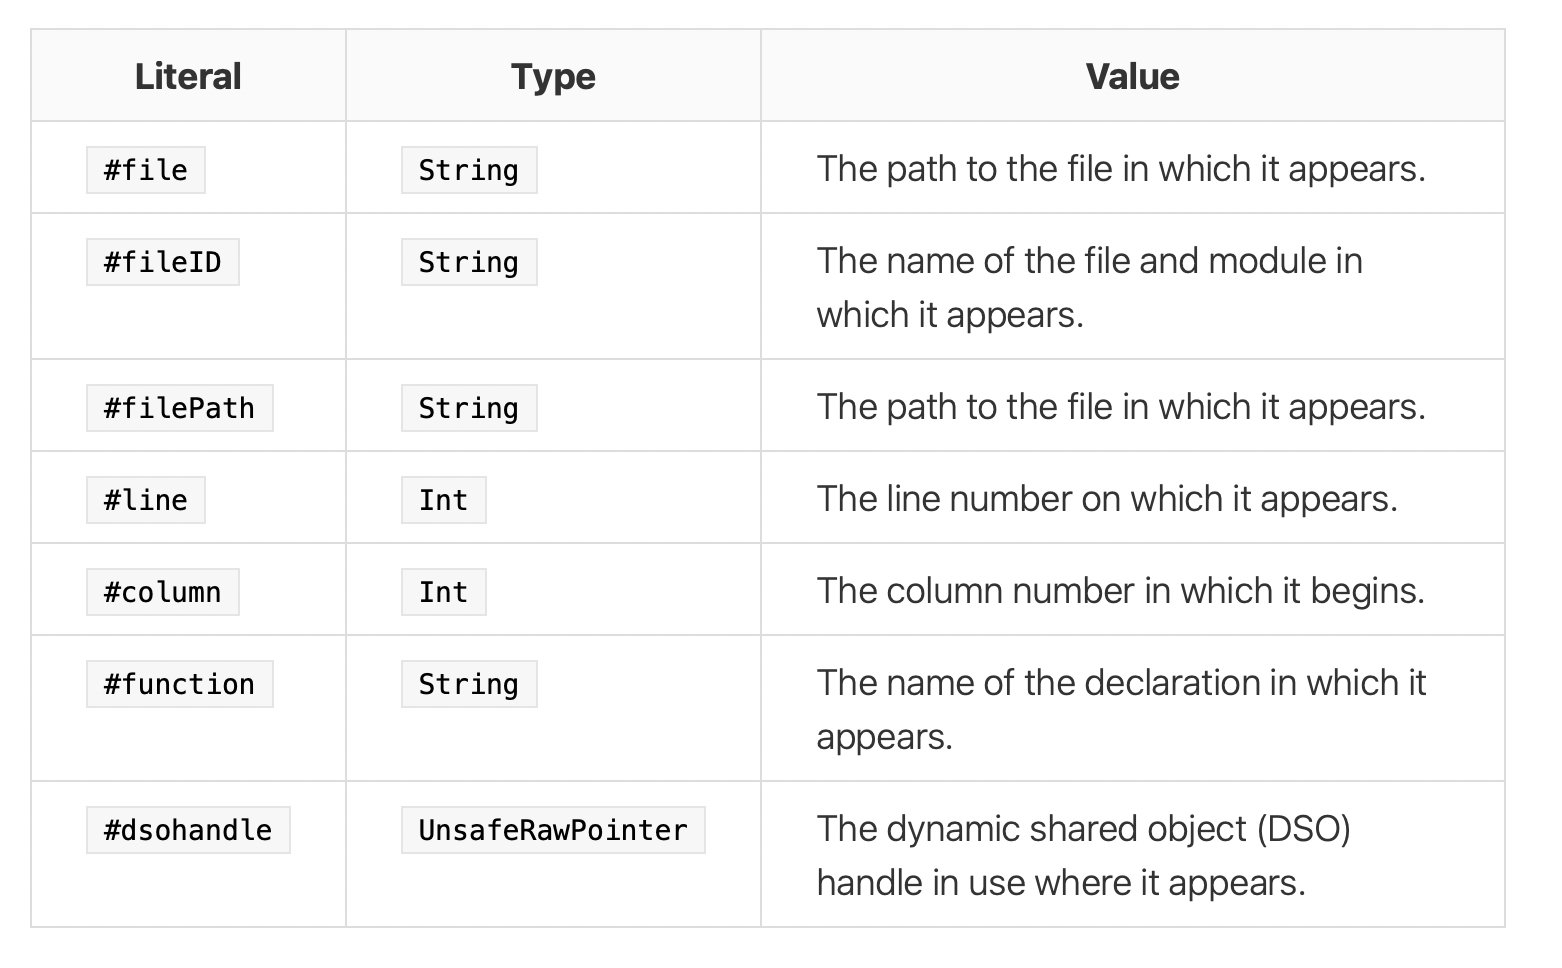 Literal Type Value
#file String The path to the file in which it appears.
#fileID String The name of the file and module in
which it appears.
#filePath String The path to the file in which it appears.
#line Int The line number on which it appears.
#column Int The column number in which it begins.
#function String The name of the declaration in which it
appears.
#dsohandle UnsafeRawPointer The dynamic shared object (DSO)
handle in use where it appears.